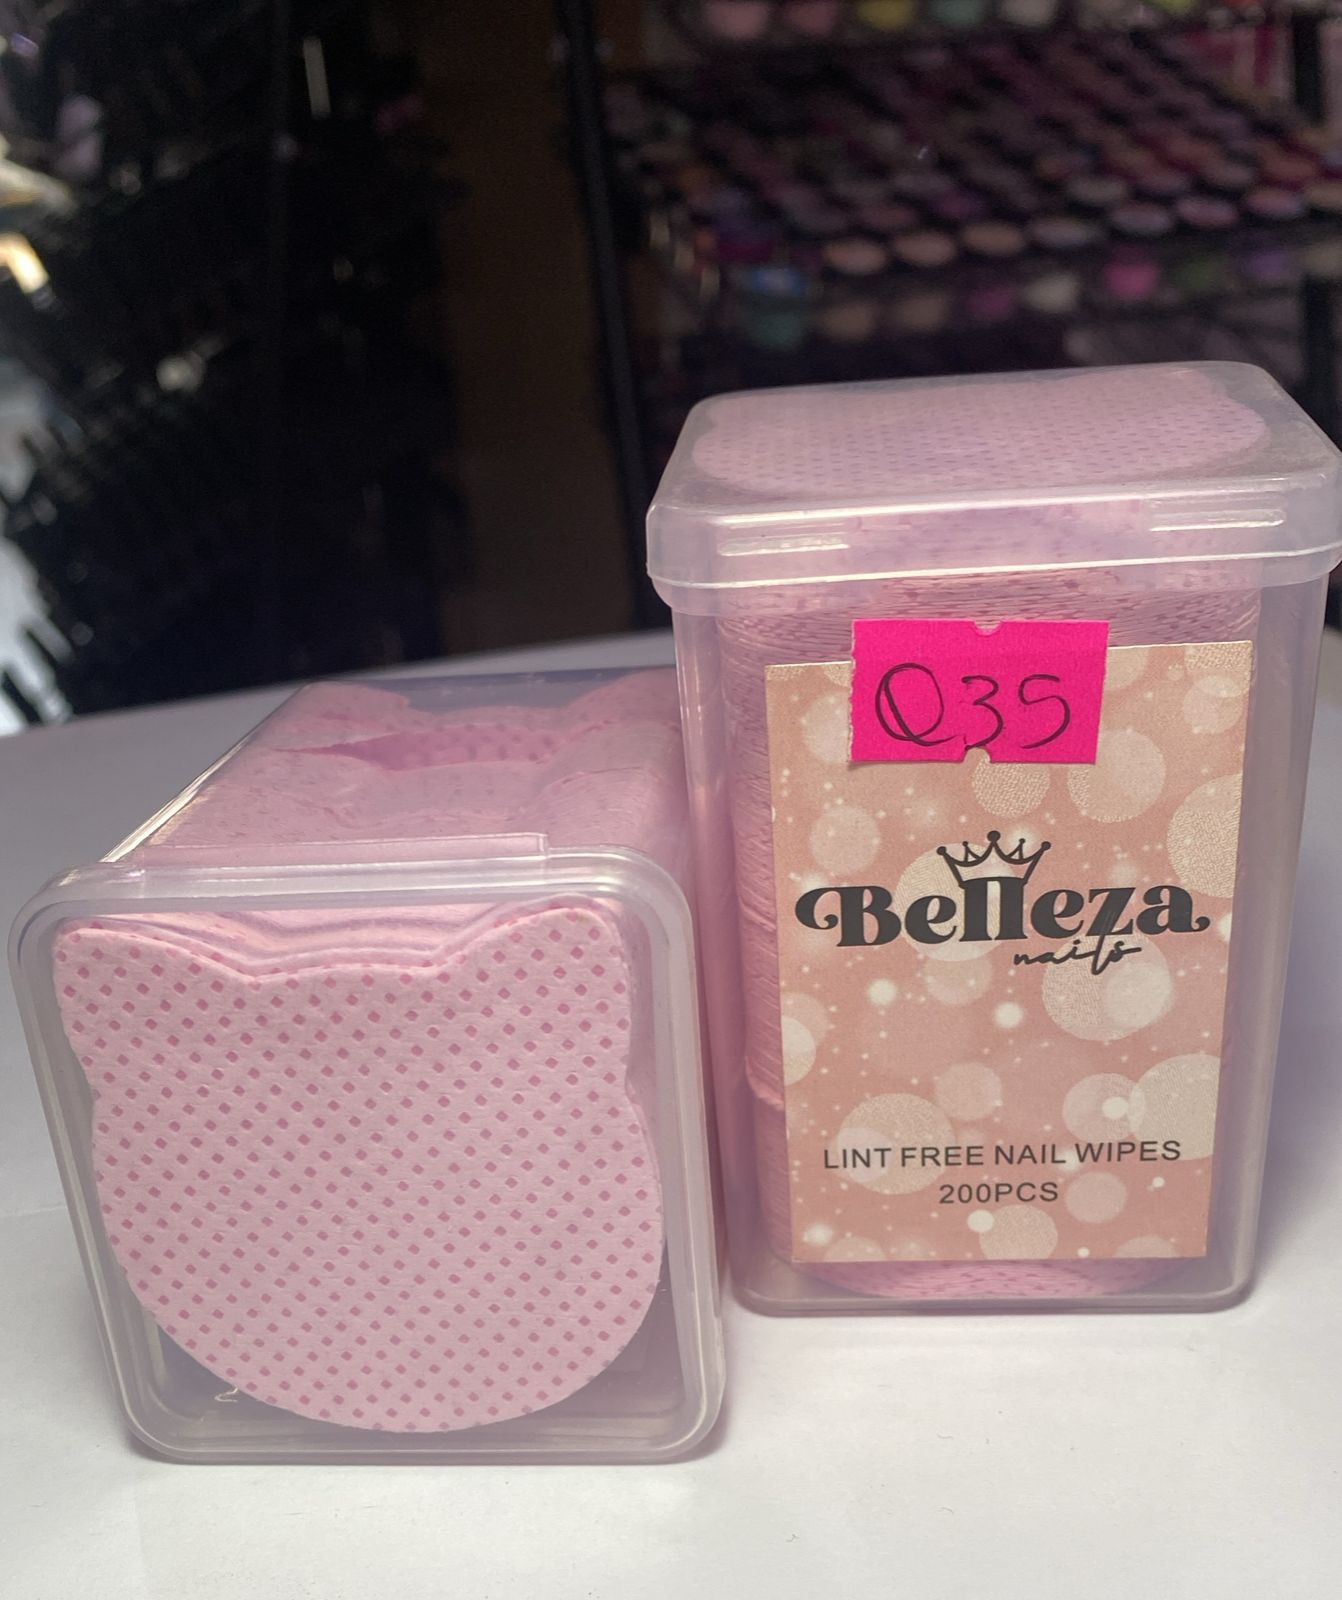 Q35
Belleza
nails
LINT FREE NAIL WIPES
200PCS